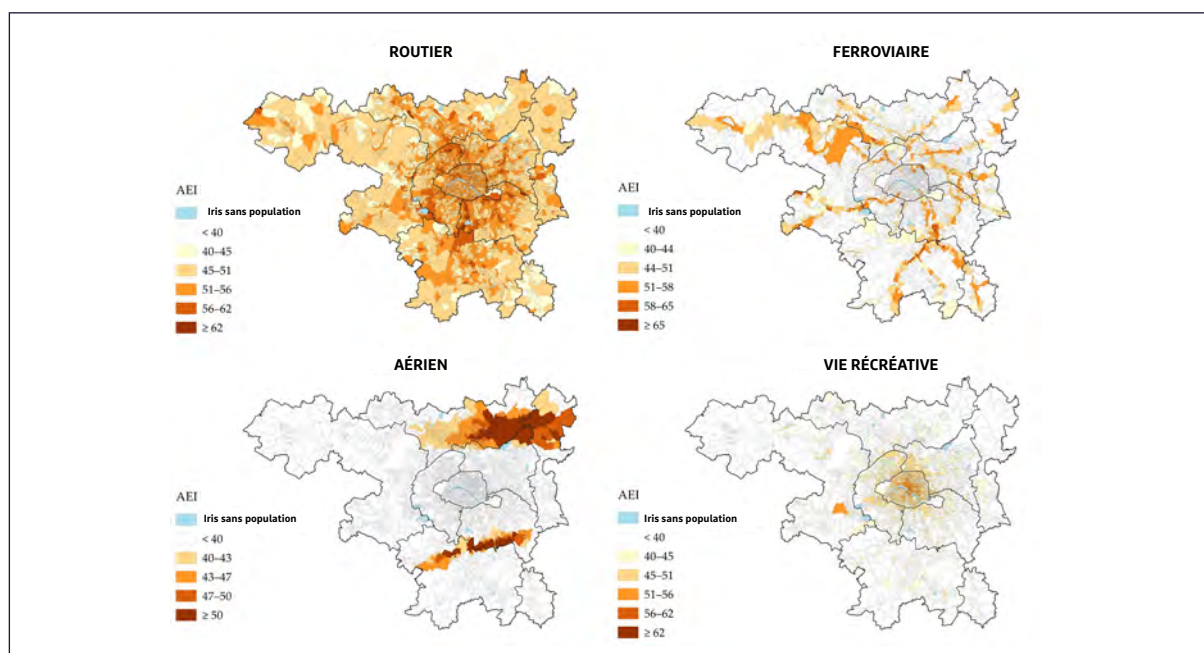 ROUTIER
AEI
Iris sans population
< 40
40–45
45–51
51–56
56–62
≥ 62
FERROVIAIRE
AEI
Iris sans population
< 40
40–44
44–51
51–58
58–65
≥ 65
AÉRIEN
AEI
Iris sans population
< 40
40–43
43–47
47–50
≥ 50
VIE RÉCRÉATIVE
AEI
Iris sans population
< 40
40–45
45–51
51–56
56–62
≥ 62